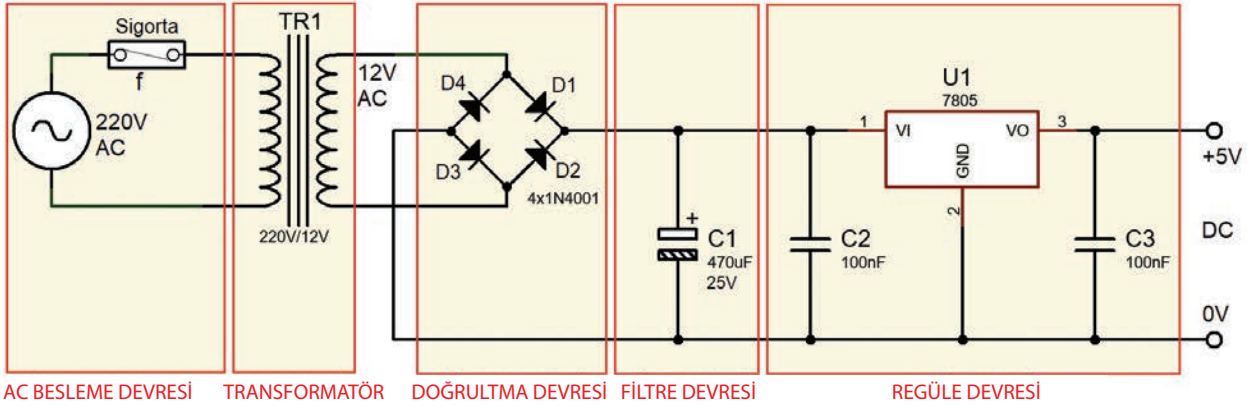 Sigorta
f
220V
AC
TR1
220V/12V
12V
AC
D4
D1
D3
D2
4x1N4001
+
C1
470uF
25V
C2
100nF
U1
7805
1
VI
VO
3
GND
2
C3
100nF
+5V
DC
0V
AC BESLEME DEVRESİ
TRANSFORMATÖR
DOĞRULTMA DEVRESİ
FİLTRE DEVRESİ
REGÜLE DEVRESİ